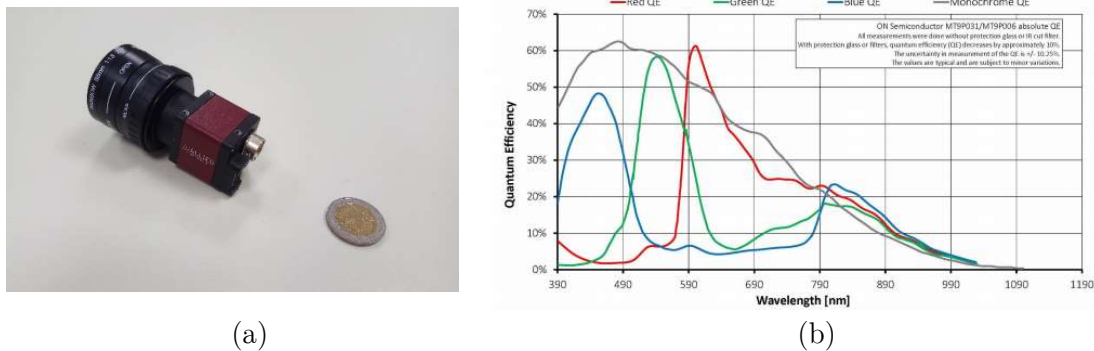 Red QE Green QE Blue QE Monochrome QE
ON Semiconductor MT9P031/MT9P006 absolute QE
All measurements were done without protection glass or IR cut filter.
With protection glass or filters, quantum efficiency (QE) decreases by approximately 10%.
The uncertainty in measurement of the QE is +/- 10.25%.
The values are typical and are subject to minor variations.
70%
60%
50%
40%
30%
20%
10%
0%
Quantum Efficiency
390 490 590 690 790 890 990 1090 1190
Wavelength [nm]
OPEN
(a) (b)